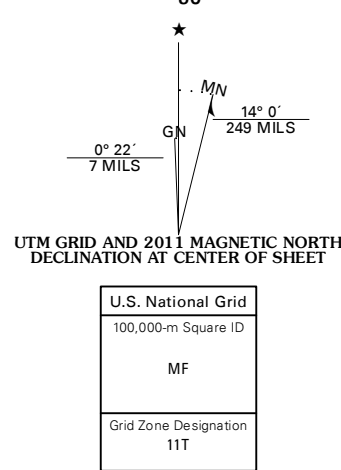 ★
MN
GN
14° 0´
249 MILS
0° 22´
7 MILS
UTM GRID AND 2011 MAGNETIC NORTH
DECLINATION AT CENTER OF SHEET
U.S. National Grid
100,000-m Square ID
MF
Grid Zone Designation
11T